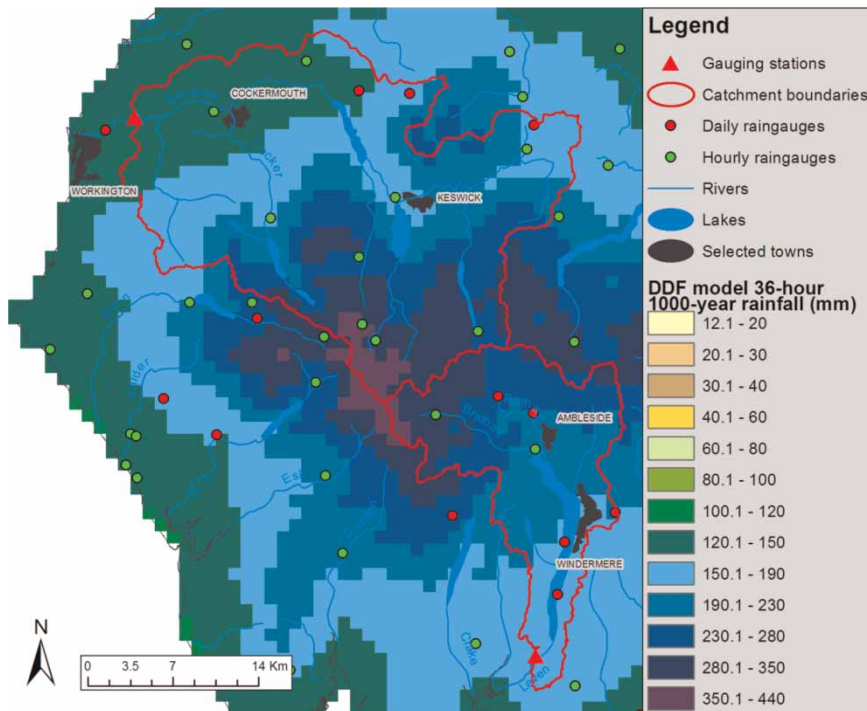 COCKERMOUTH
WORKINGTON
KESWICK
AMBLESIDE
WINDERMERE
Leven
N
0 3.5 7 14 Km
Legend
Gauging stations
Catchment boundaries
Daily raingauges
Hourly raingauges
Rivers
Lakes
Selected towns
DDF model 36-hour
1000-year rainfall (mm)
12.1 - 20
20.1 - 30
30.1 - 40
40.1 - 60
60.1 - 80
80.1 - 100
100.1 - 120
120.1 - 150
150.1 - 190
190.1 - 230
230.1 - 280
280.1 - 350
350.1 - 440